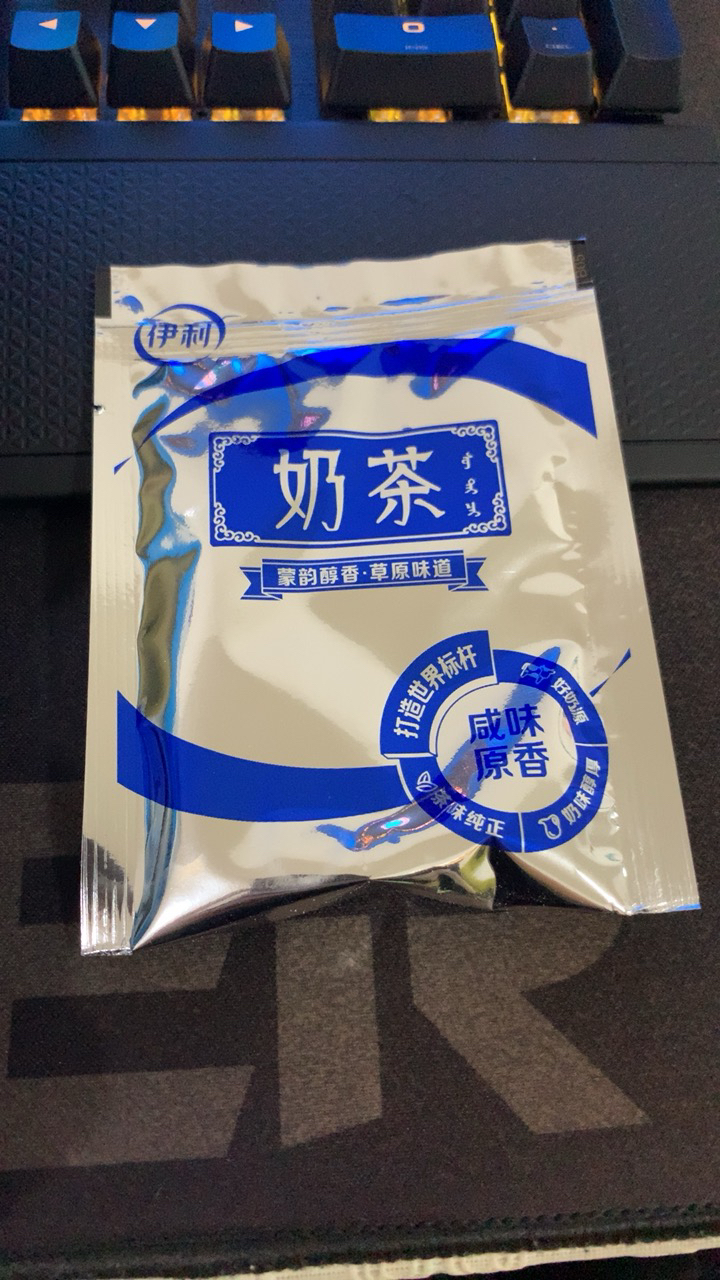 伊利
奶茶
蒙韵醇香·草原味道
打造世界标杆
好奶源
奶味醇真
茶味纯正
咸味
原香